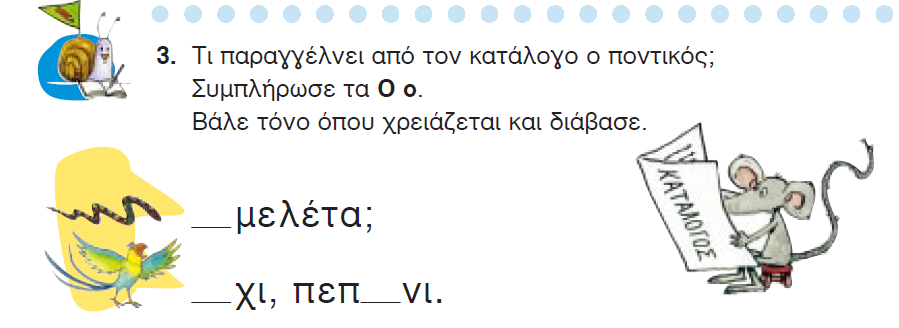 3. Τι παραγγέλνει από τον κατάλογο ο ποντικός;
Συμπλήρωσε τα Ο ο.
Βάλε τόνο όπου χρειάζεται και διάβασε.
ΚΑΤΑΛΟΓΟΣ
__μελέτα;
__χι, πεπ__νι.